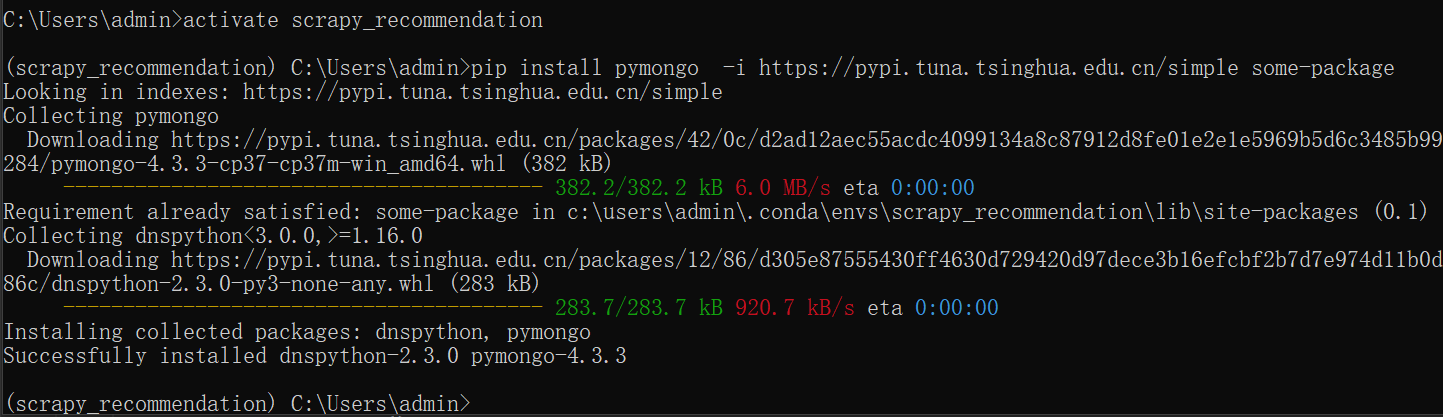 C:\Users\admin>activate scrapy_recommendation
(scrapy_recommendation) C:\Users\admin>pip install pymongo  -i https://pypi.tuna.tsinghua.edu.cn/simple some-package
Looking in indexes: https://pypi.tuna.tsinghua.edu.cn/simple
Collecting pymongo
  Downloading https://pypi.tuna.tsinghua.edu.cn/packages/42/0c/d2ad12aec55acdc4099134a8c87912d8fe01e2e1e5969b5d6c3485b99
284/pymongo-4.3.3-cp37-cp37m-win_amd64.whl (382 kB)
     ---------------------------------------- 382.2/382.2 kB 6.0 MB/s eta 0:00:00
Requirement already satisfied: some-package in c:\users\admin\.conda\envs\scrapy_recommendation\lib\site-packages (0.1)
Collecting dnspython<3.0.0,>=1.16.0
  Downloading https://pypi.tuna.tsinghua.edu.cn/packages/12/86/d305e87555430ff4630d729420d97dece3b16efcbf2b7d7e974d11b0d
86c/dnspython-2.3.0-py3-none-any.whl (283 kB)
     ---------------------------------------- 283.7/283.7 kB 920.7 kB/s eta 0:00:00
Installing collected packages: dnspython, pymongo
Successfully installed dnspython-2.3.0 pymongo-4.3.3
(scrapy_recommendation) C:\Users\admin>